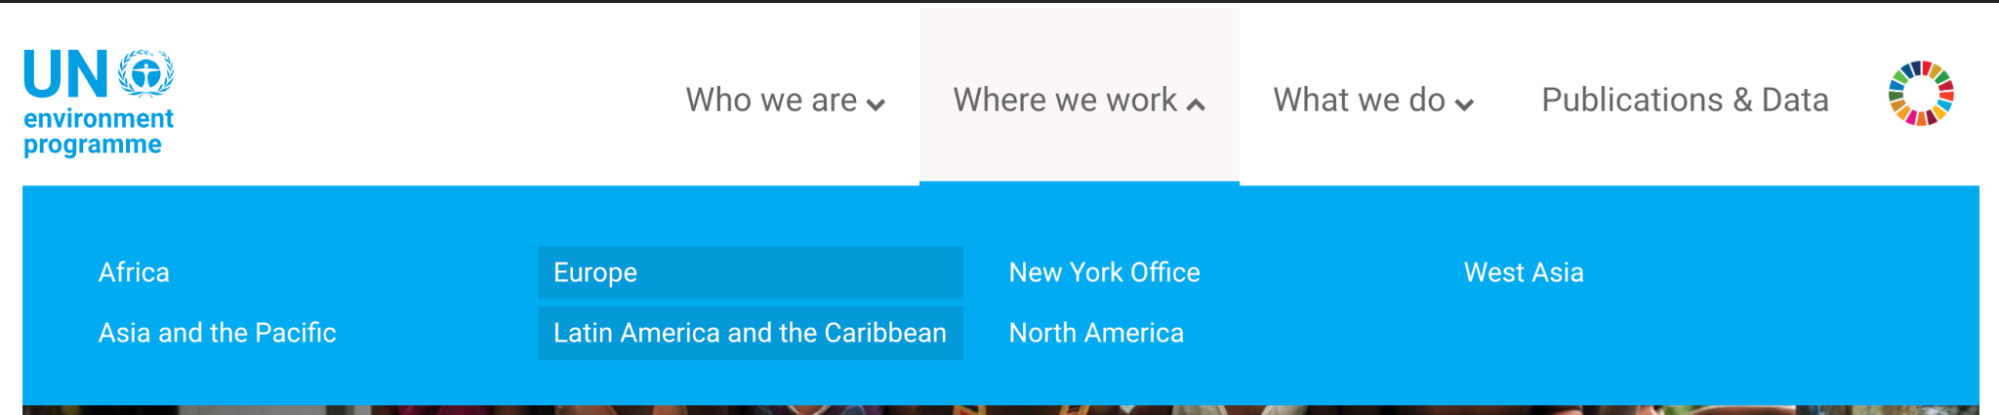 UN
environment
programme
Who we are
Where we work
What we do
Publications & Data
Africa
Europe
New York Office
West Asia
Asia and the Pacific
Latin America and the Caribbean
North America